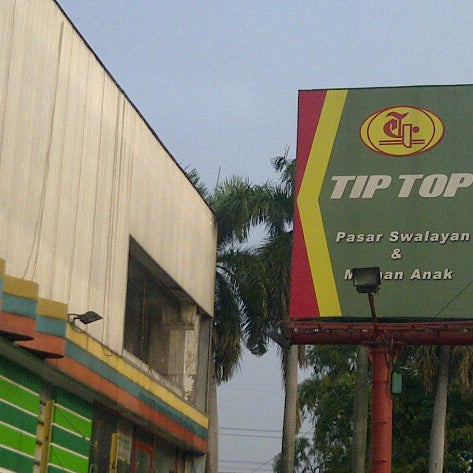 TIP TOP
Pasar Swalayan
&
Anak